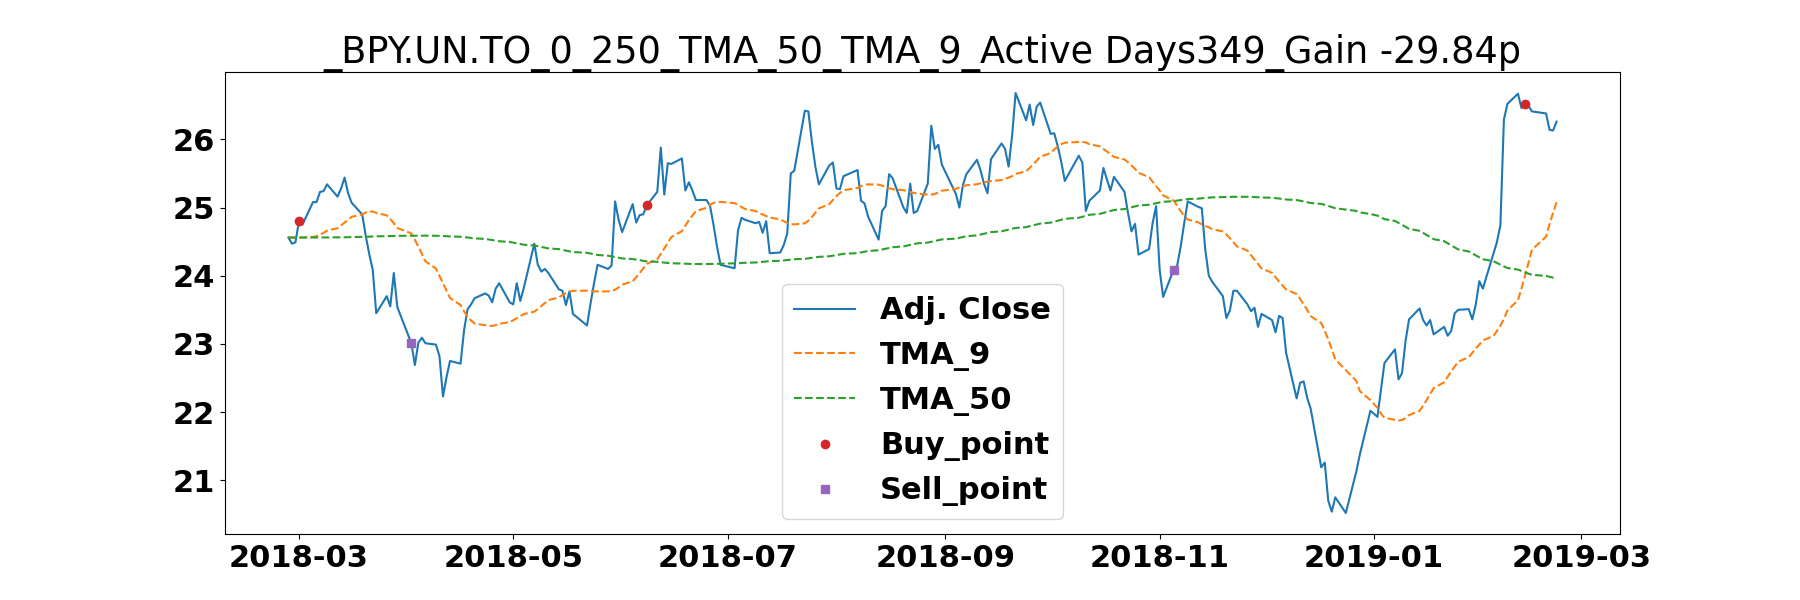 _BPY.UN.TO_0_250_TMA_50_TMA_9_Active Days349_Gain -29.84p
26
25
24
23
22
21
Adj. Close
TMA_9
TMA_50
Buy_point
Sell_point
2018-03 2018-05 2018-07 2018-09 2018-11 2019-01 2019-03